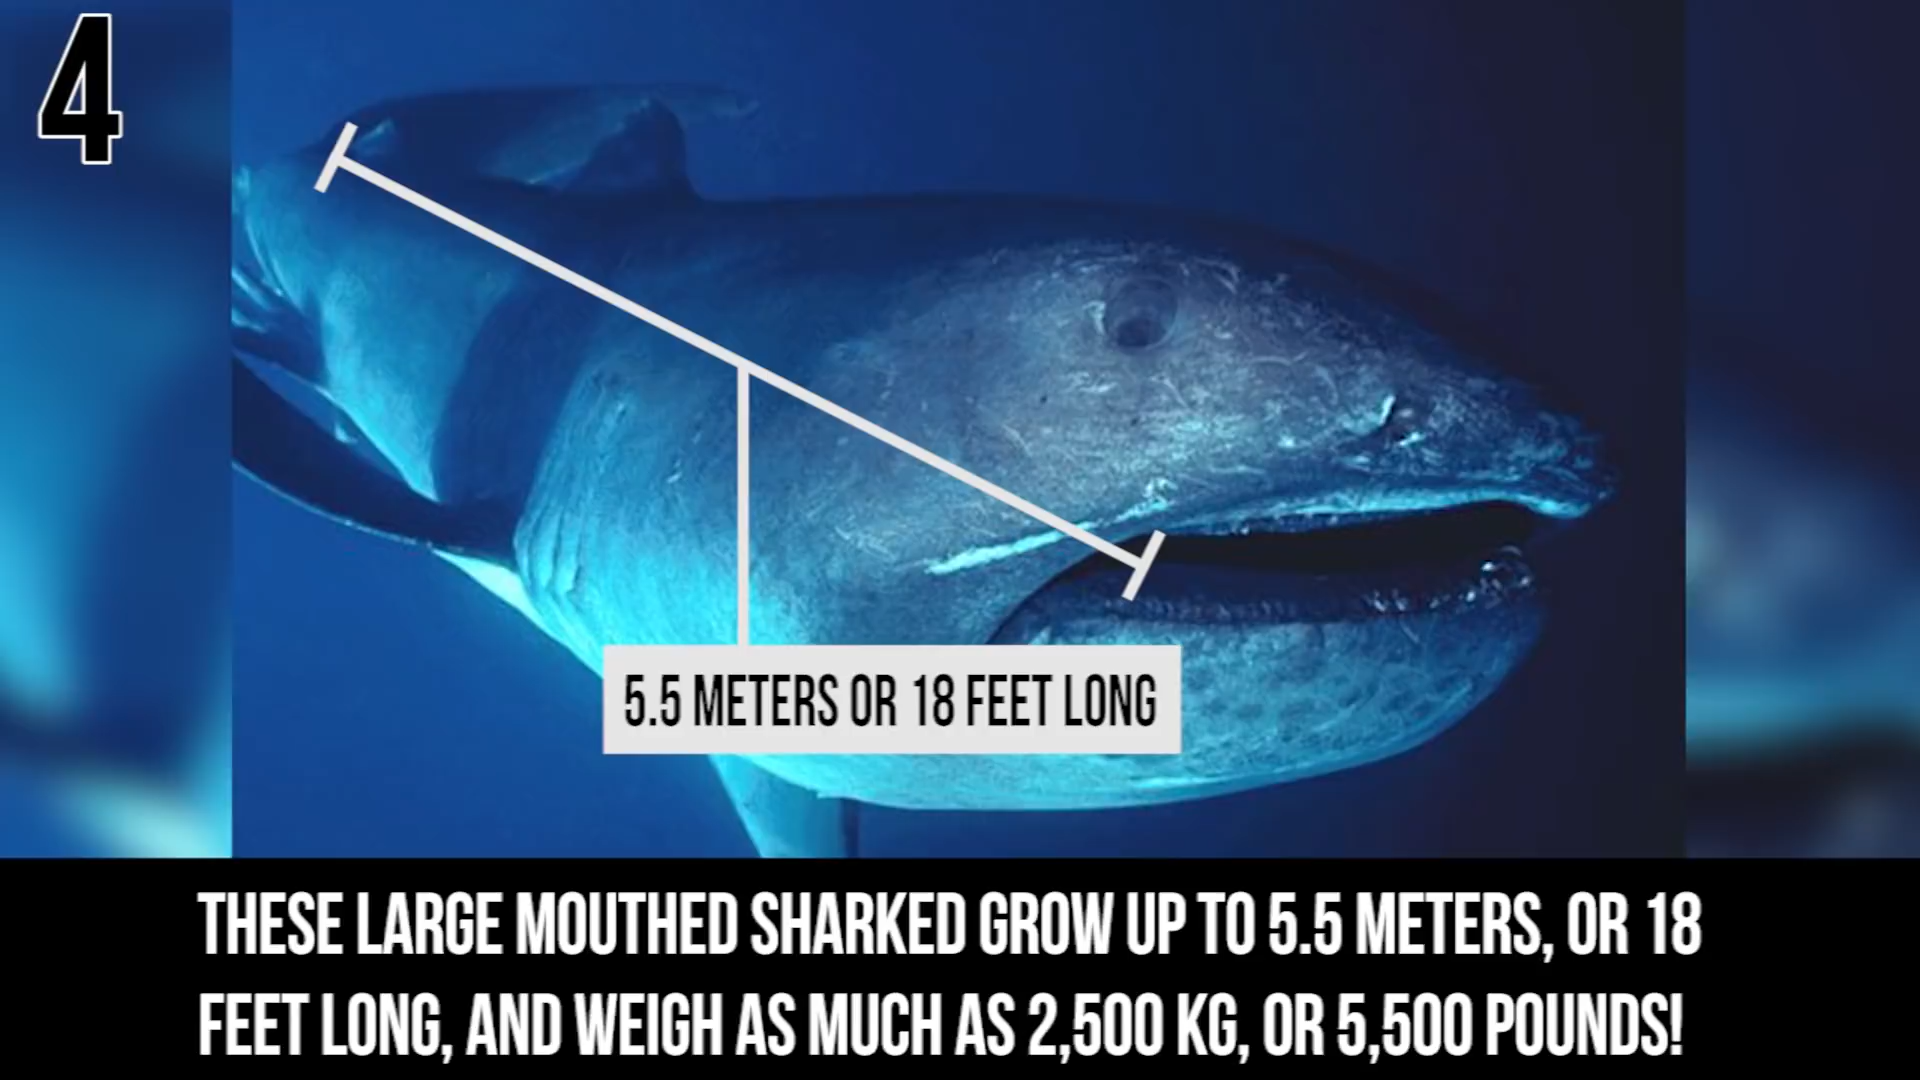 4
5.5 METERS OR 18 FEET LONG
THESE LARGE MOUTHED SHARKED GROW UP TO 5.5 METERS, OR 18
FEET LONG, AND WEIGH AS MUCH AS 2,500 KG, OR 5,500 POUNDS!